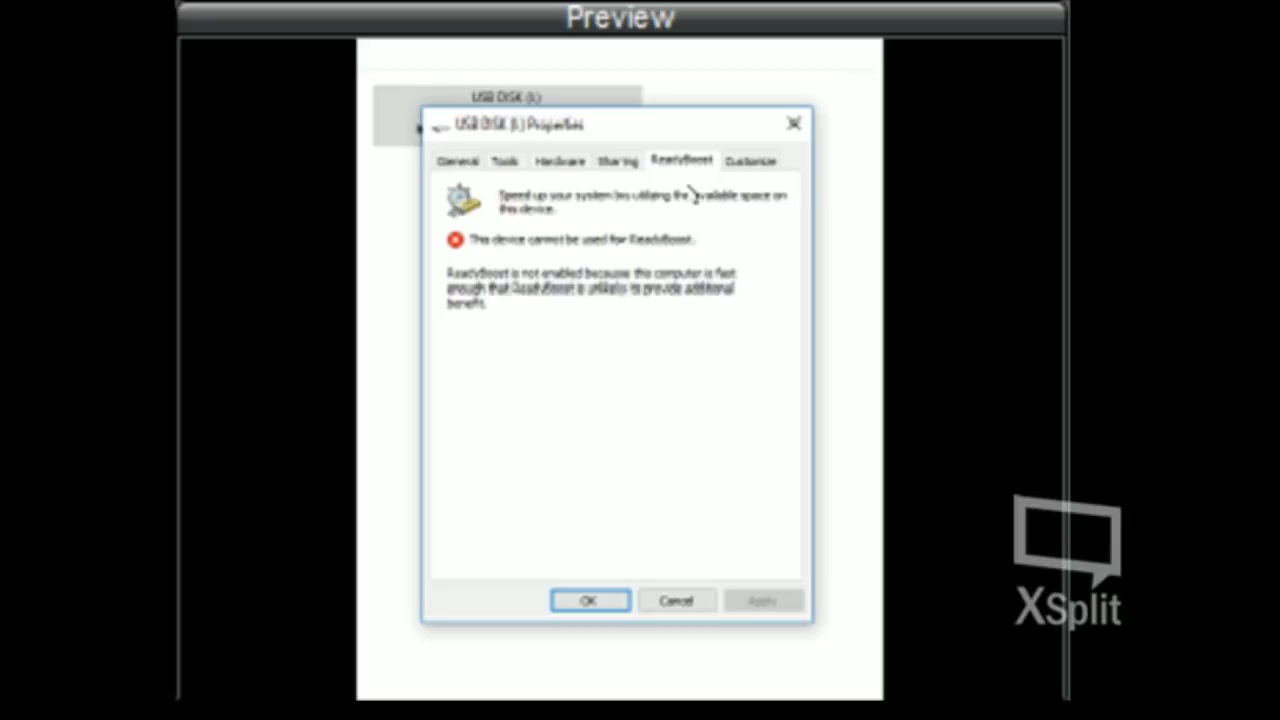 Preview
USB DISK (I:)
USB DISK (I:) Properties
General Tools Hardware Sharing ReadyBoost Customize
Speed up your system by utilizing the available space on
this device.
This device cannot be used for ReadyBoost.
ReadyBoost is not enabled because this computer is fast
enough that ReadyBoost is unlikely to provide additional
benefit.
OK Cancel Apply
XSplit